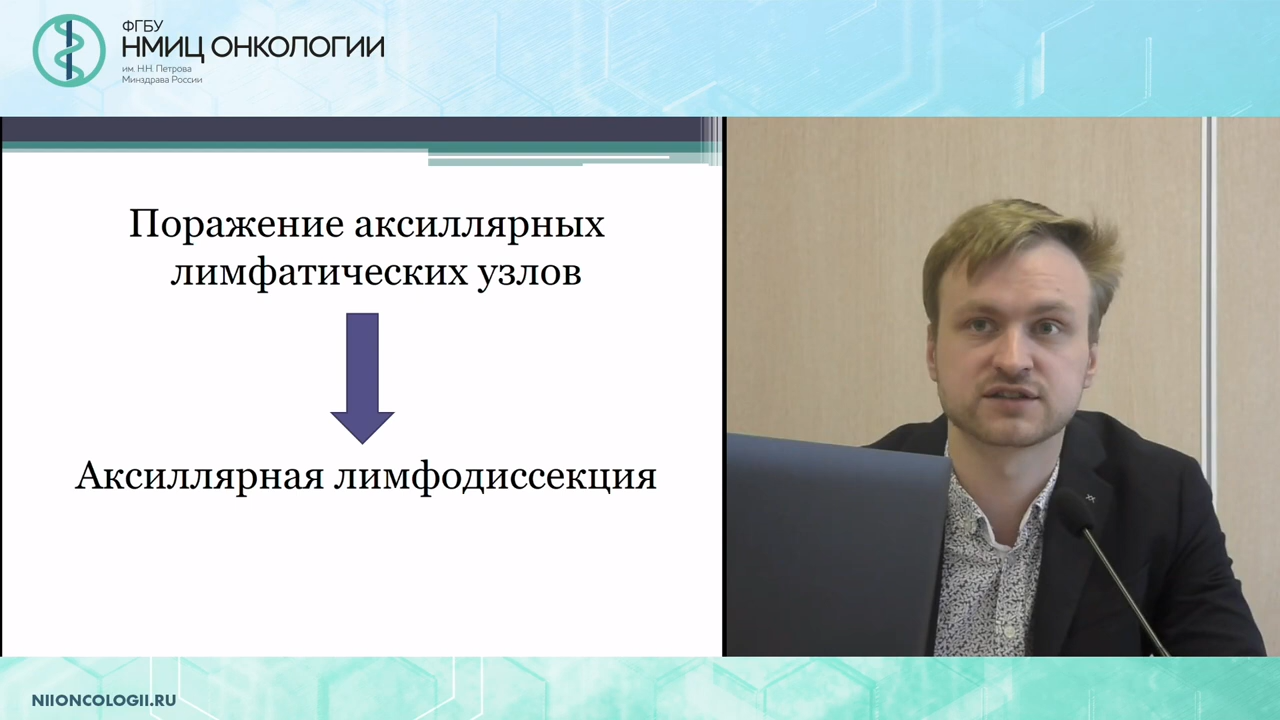 ФГБУ
НМИЦ ОНКОЛОГИИ
им. Н.Н. Петрова
Минздрава России
Поражение аксиллярных
лимфатических узлов
Аксиллярная лимфодиссекция
NIIONCOLOGII.RU